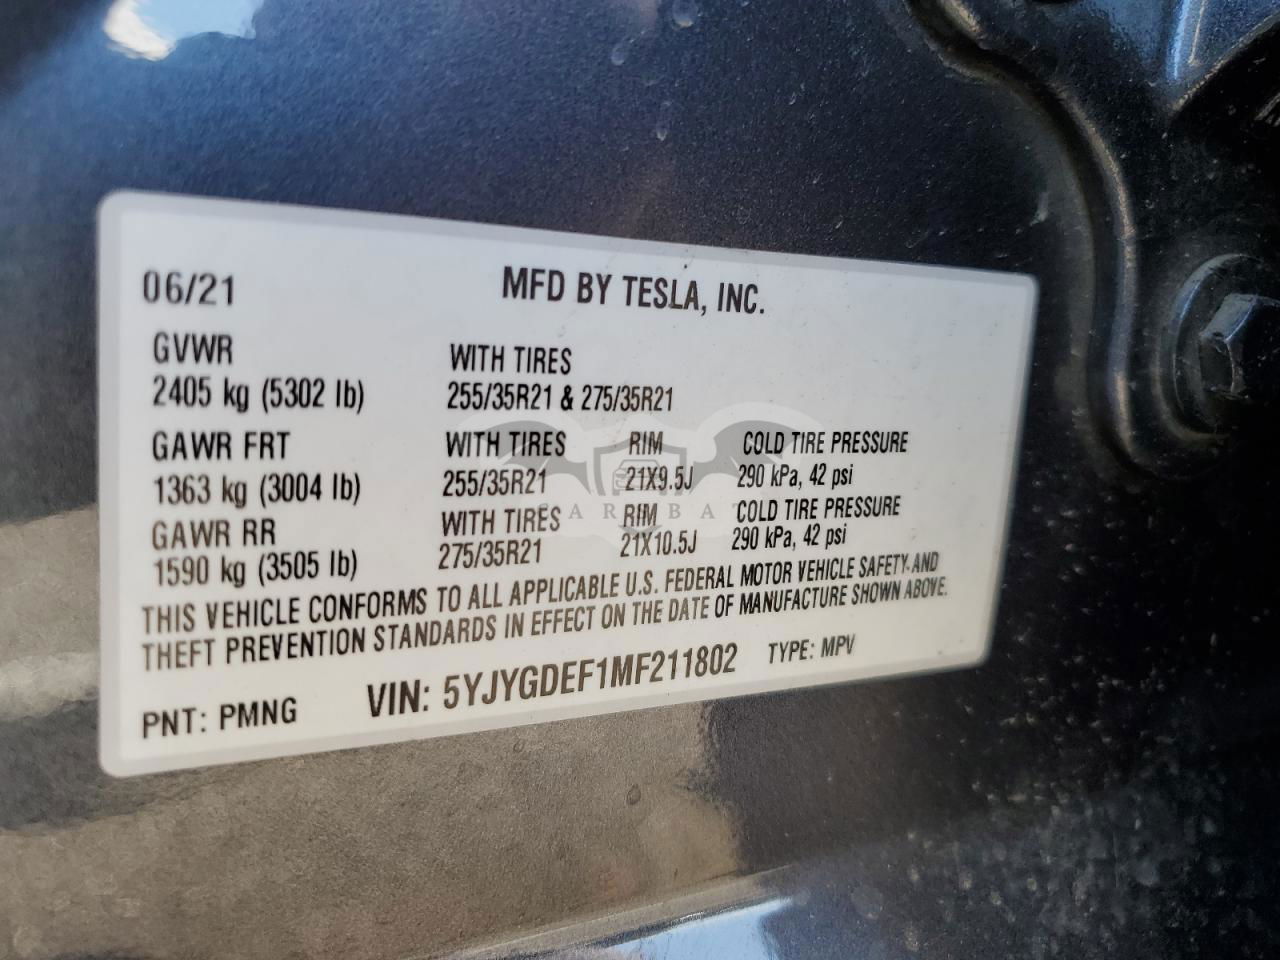 06/21 MFD BY TESLA, INC.
GVWR WITH TIRES
2405 kg (5302 lb) 255/35R21 & 275/35R21
GAWR FRT WITH TIRES RIM COLD TIRE PRESSURE
1363 kg (3004 lb) 255/35R21 21X9.5J 290 kPa, 42 psi
GAWR RR WITH TIRES RIM COLD TIRE PRESSURE
1590 kg (3505 lb) 275/35R21 21X10.5J 290 kPa, 42 psi
THIS VEHICLE CONFORMS TO ALL APPLICABLE U.S. FEDERAL MOTOR VEHICLE SAFETY AND
THEFT PREVENTION STANDARDS IN EFFECT ON THE DATE OF MANUFACTURE SHOWN ABOVE.
PNT: PMNG VIN: 5YJYGDEF1MF211802 TYPE: MPV